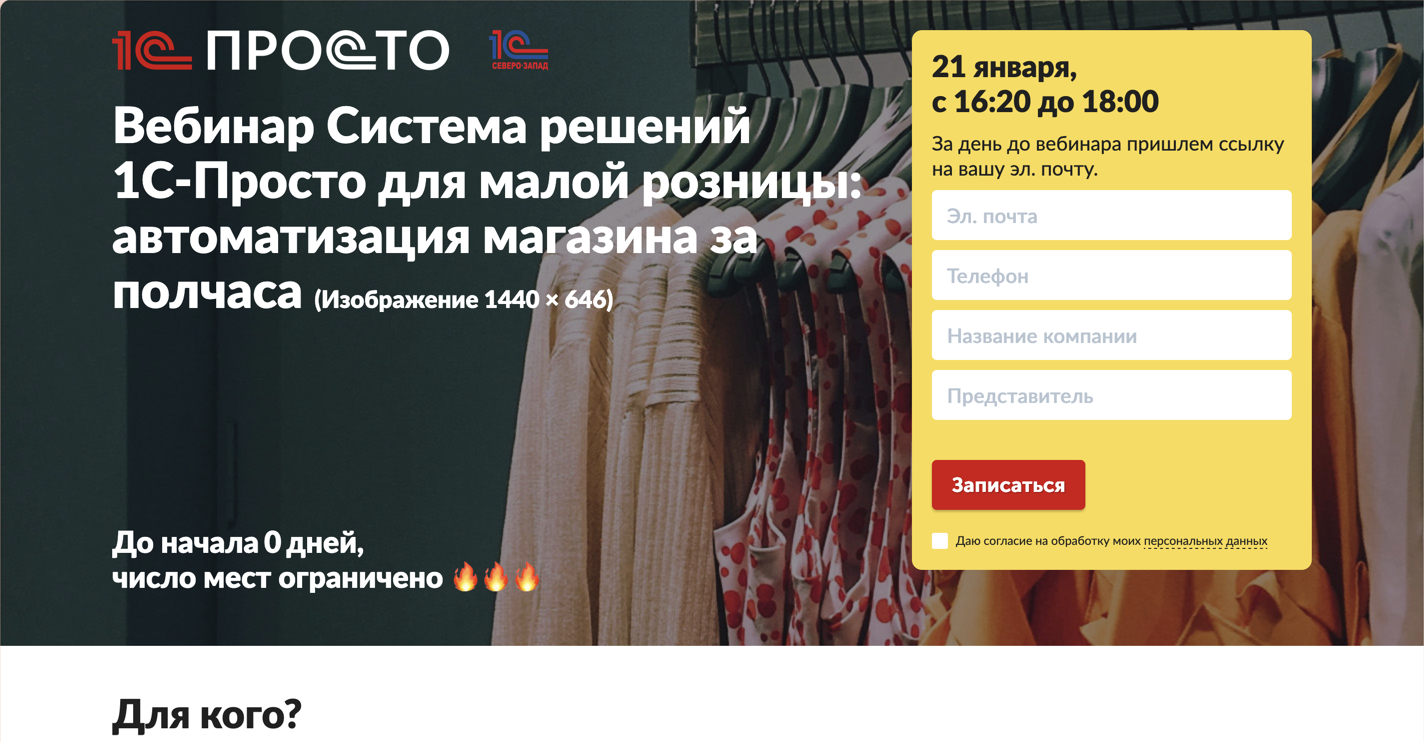 1С ПРОСТО
1С
СЕВЕРО-ЗАПАД
Вебинар Система решений
1С-Просто для малой розницы:
автоматизация магазина за
полчаса (Изображение 1440 × 646)
До начала 0 дней,
число мест ограничено 🔥🔥🔥
21 января,
с 16:20 до 18:00
За день до вебинара пришлем ссылку
на вашу эл. почту.
Эл. почта
Телефон
Название компании
Представитель
Записаться
Даю согласие на обработку моих персональных данных
Для кого?